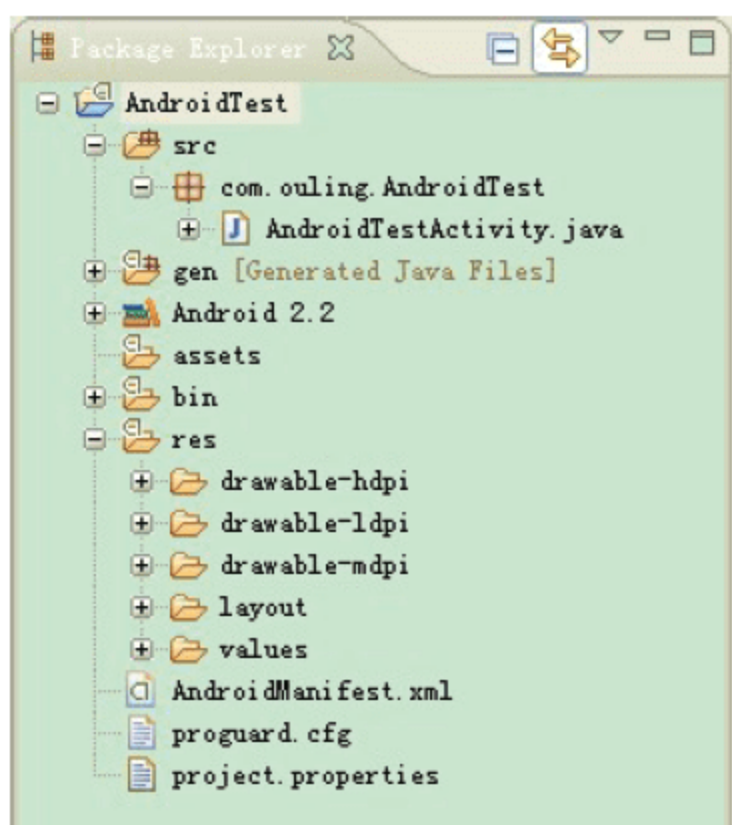 Package Explorer
AndroidTest
src
com.ouling.AndroidTest
AndroidTestActivity.java
gen [Generated Java Files]
Android 2.2
assets
bin
res
drawable-hdpi
drawable-ldpi
drawable-mdpi
layout
values
AndroidManifest.xml
proguard.cfg
project.properties